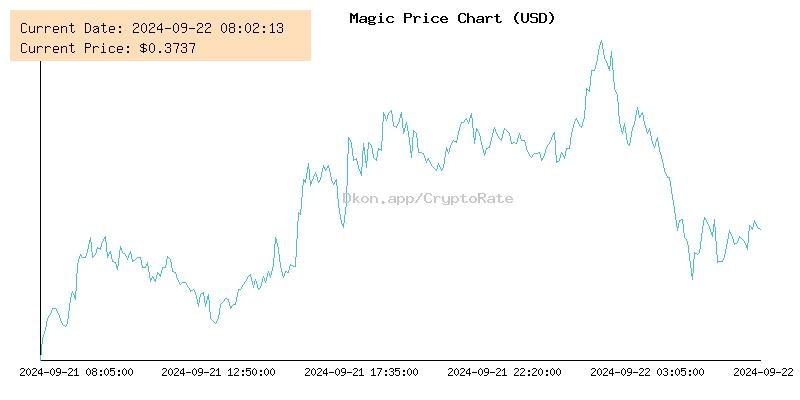 Magic Price Chart (USD)
Current Date: 2024-09-22 08:02:13
Current Price: $0.3737
Dkon.app/CryptoRate
2024-09-21 08:05:00
2024-09-21 12:50:00
2024-09-21 17:35:00
2024-09-21 22:20:00
2024-09-22 03:05:00
2024-09-22